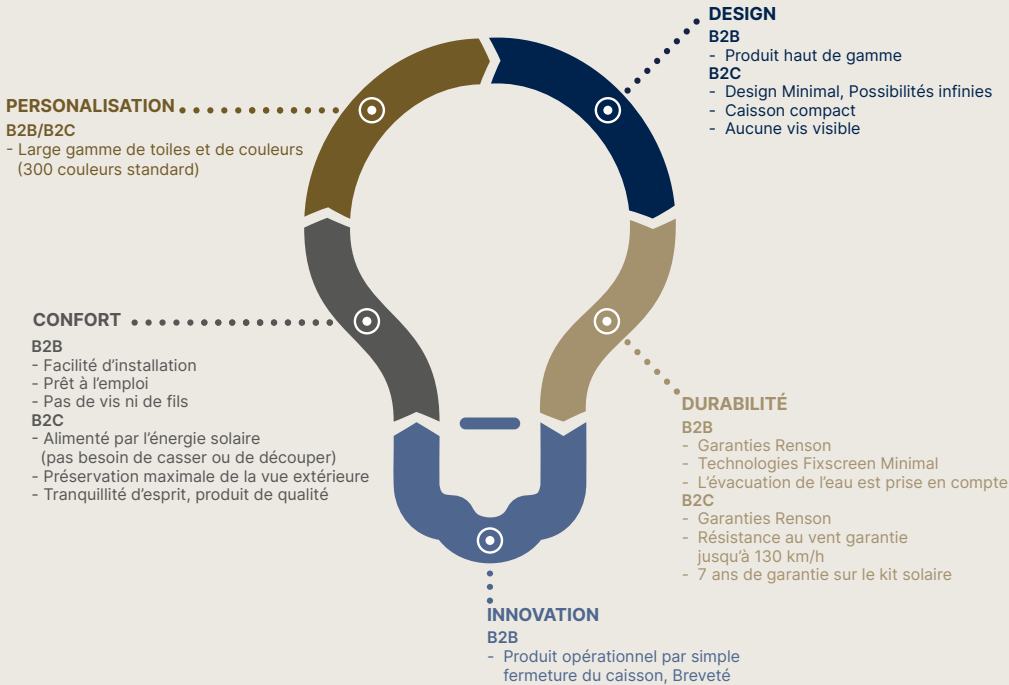 DESIGN
B2B
- Produit haut de gamme
B2C
- Design Minimal, Possibilités infinies
- Caisson compact
- Aucune vis visible
PERSONALISATION
B2B/B2C
- Large gamme de toiles et de couleurs
(300 couleurs standard)
CONFORT
B2B
- Facilité d'installation
- Prêt à l'emploi
- Pas de vis ni de fils
B2C
- Alimenté par l'énergie solaire
(pas besoin de casser ou de découper)
- Préservation maximale de la vue extérieure
- Tranquillité d'esprit, produit de qualité
DURABILITÉ
B2B
- Garanties Renson
- Technologies Fixscreen Minimal
- L'évacuation de l'eau est prise en compte
B2C
- Garanties Renson
- Résistance au vent garantie
jusqu'à 130 km/h
- 7 ans de garantie sur le kit solaire
INNOVATION
B2B
- Produit opérationnel par simple
fermeture du caisson, Breveté